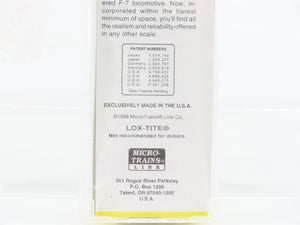 ered F-7 locomotive. Now, in-
corporated within the barest
minimum of space, you'll find all
the realism and reliability offered
in any other scale.
PATENT NUMBERS
Japan
Japan
Germany
Germany
U.S.A.
U.S.A.
U.S.A.
U.S.A.
Other Patents Pending
EXCLUSIVELY MADE IN THE U.S.A.
©1996 Micro-Trains® Line Co.
LOX-TITE®
Not recommended for minors.
MICRO-
TRAINS
LINE
351 Rogue River Parkway
P.O. Box 1200
Talent, OR 97540-1200
U.S.A.